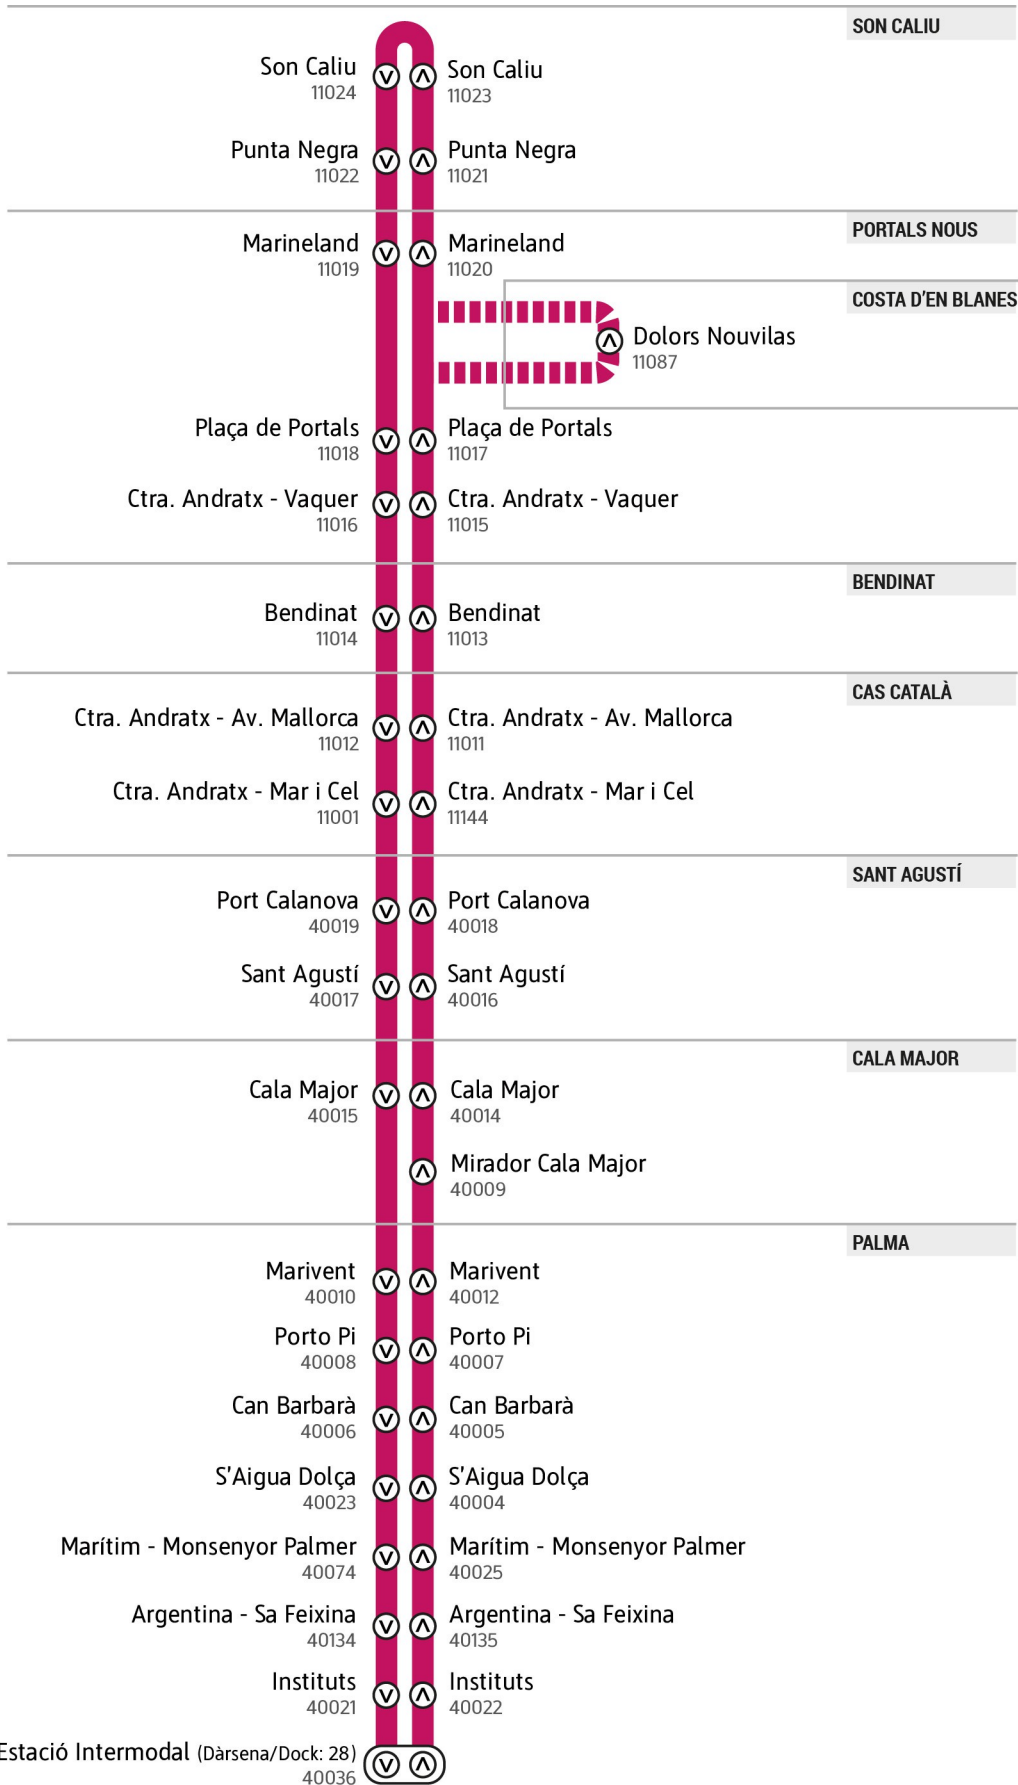 SON CALIU
Son Caliu
11024
Son Caliu
11023
Punta Negra
11022
Punta Negra
11021
PORTALS NOUS
Marineland
11019
Marineland
11020
COSTA D'EN BLANES
Dolors Nouvilas
11087
Plaça de Portals
11018
Plaça de Portals
11017
Ctra. Andratx - Vaquer
11016
Ctra. Andratx - Vaquer
11015
BENDINAT
Bendinat
11014
Bendinat
11013
CAS CATALÀ
Ctra. Andratx - Av. Mallorca
11012
Ctra. Andratx - Av. Mallorca
11011
Ctra. Andratx - Mar i Cel
11001
Ctra. Andratx - Mar i Cel
11144
SANT AGUSTÍ
Port Calanova
40019
Port Calanova
40018
Sant Agustí
40017
Sant Agustí
40016
CALA MAJOR
Cala Major
40015
Cala Major
40014
Mirador Cala Major
40009
PALMA
Marivent
40010
Marivent
40012
Porto Pi
40008
Porto Pi
40007
Can Barbarà
40006
Can Barbarà
40005
S'Aigua Dolça
40023
S'Aigua Dolça
40004
Marítim - Monsenyor Palmer
40074
Marítim - Monsenyor Palmer
40025
Argentina - Sa Feixina
40134
Argentina - Sa Feixina
40135
Instituts
40021
Instituts
40022
Estació Intermodal (Dàrsena/Dock: 28)
40036